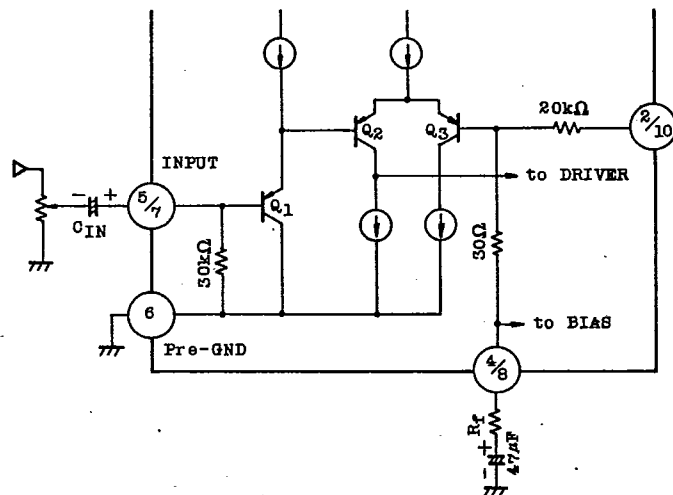 Q2
Q3
20kΩ
2/10
INPUT
to DRIVER
5/7
Q1
CIN
30kΩ
30Ω
6
to BIAS
Pre-GND
4/8
Rf
47μF